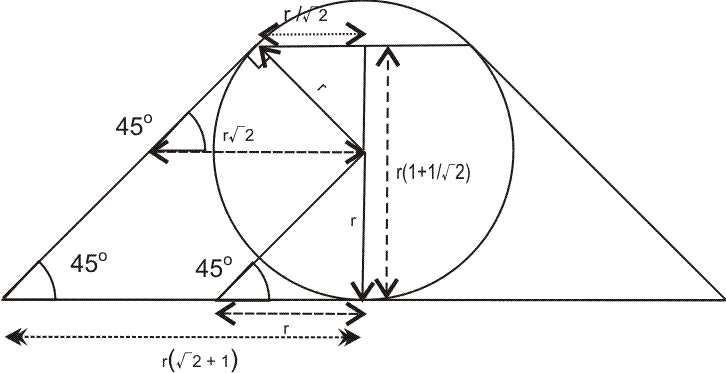 r /√2
r
45°
r√2
r(1+1/√2)
r
45°
45°
r
r(√2 + 1)